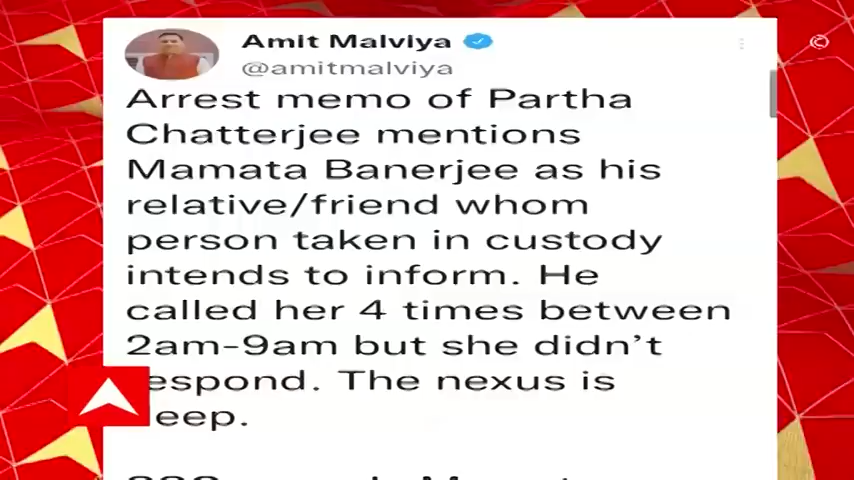 Amit Malviya
@amitmalviya
Arrest memo of Partha
Chatterjee mentions
Mamata Banerjee as his
relative/friend whom
person taken in custody
intends to inform. He
called her 4 times between
2am-9am but she didn't
espond. The nexus is
eep.